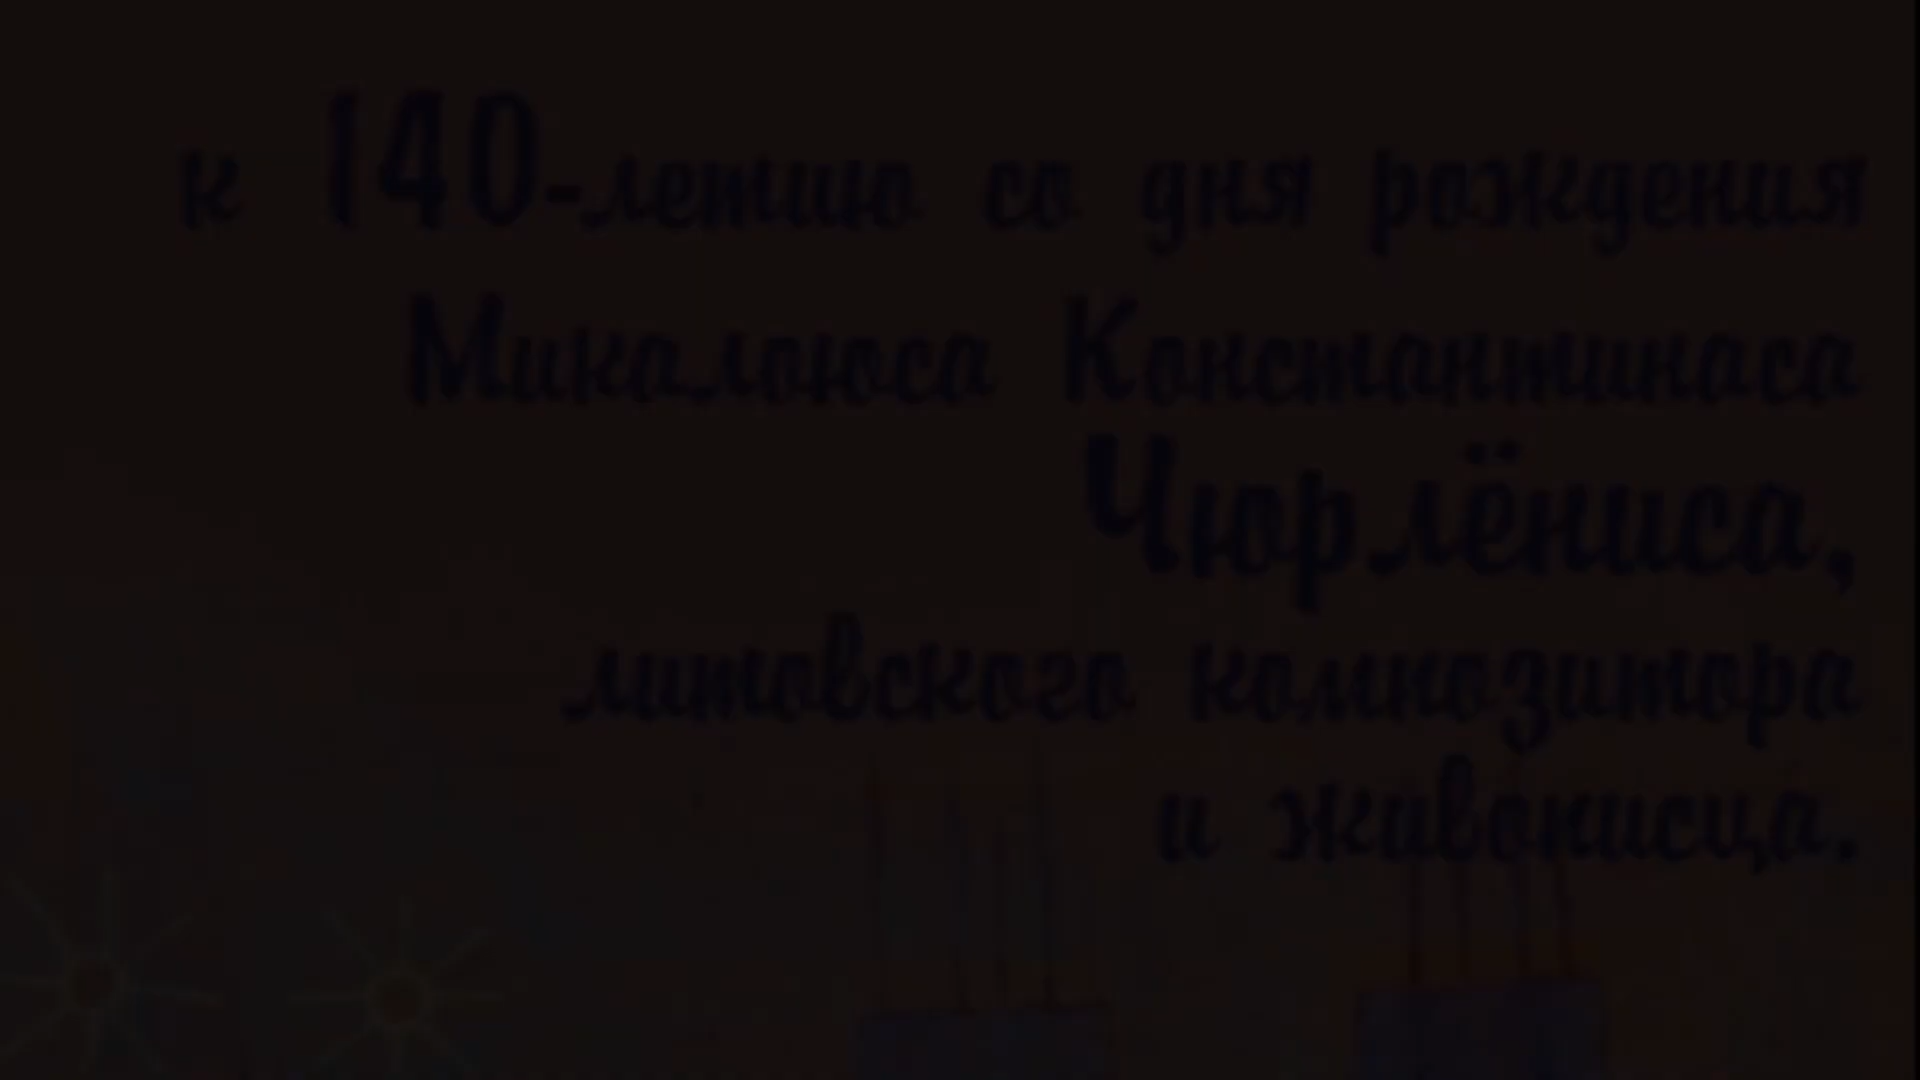 к 140-летию со дня рождения
Микалоюса Константинаса
Чюрлёниса,
литовского композитора
и живописца.